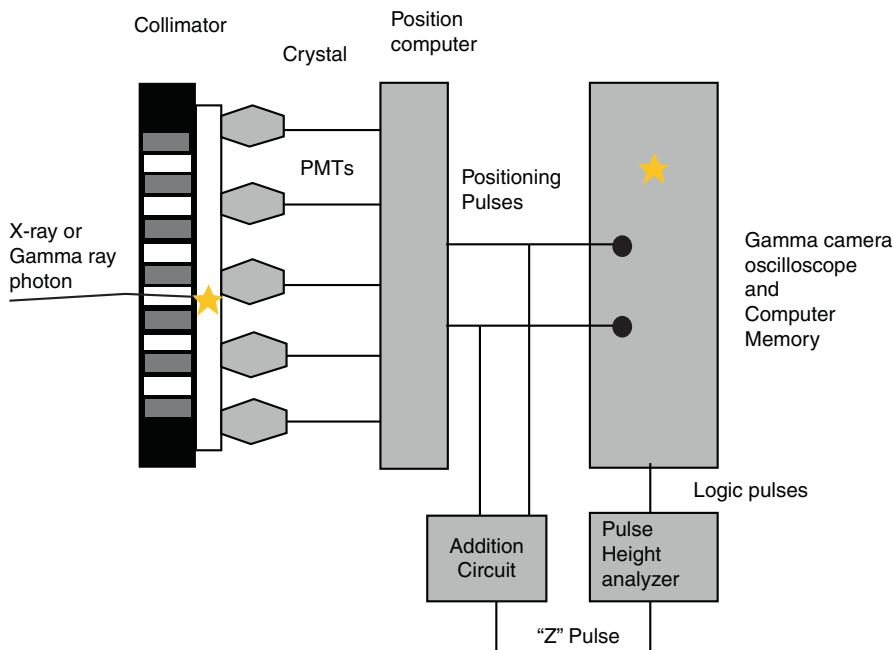 Collimator
Crystal
Position
computer
PMTs
Positioning
Pulses
X-ray or
Gamma ray
photon
Gamma camera
oscilloscope
and
Computer
Memory
Logic pulses
Addition
Circuit
Pulse
Height
analyzer
“Z” Pulse